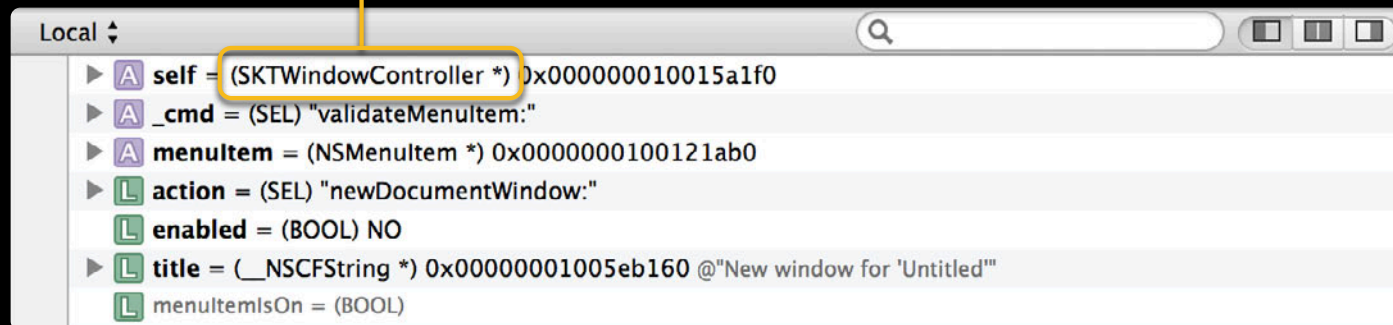 Local
A self = (SKTWindowController *) 0x000000010015a1f0
A _cmd = (SEL) "validateMenuItem:"
A menuItem = (NSMenuItem *) 0x0000000100121ab0
L action = (SEL) "newDocumentWindow:"
L enabled = (BOOL) NO
L title = (__NSCFString *) 0x00000001005eb160 @"New window for 'Untitled'"
L menuItemIsOn = (BOOL)